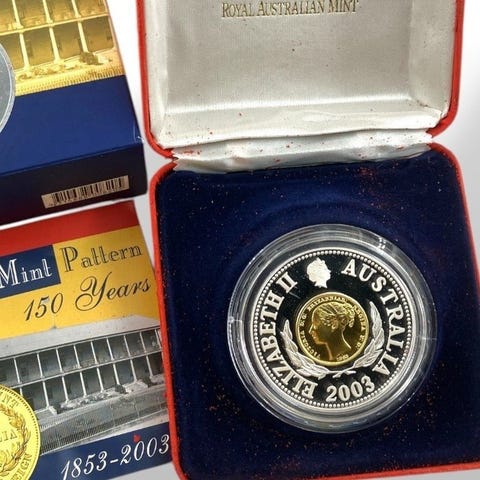 ROYAL AUSTRALIAN MINT
Mint Pattern
150 Years
1853-2003
ELIZABETH II AUSTRALIA
2003